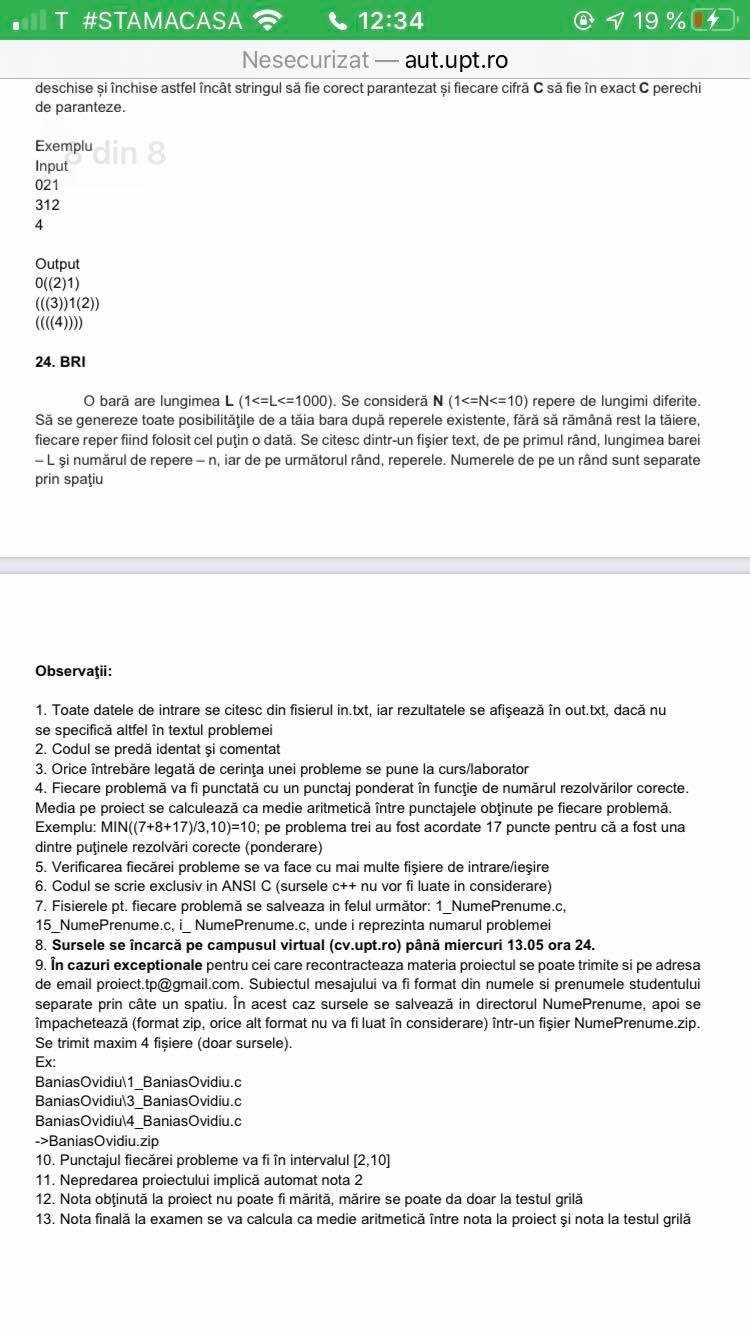 T #STAMACASA 12:34 19 %
Nesecurizat — aut.upt.ro
deschise și închise astfel încât stringul să fie corect parantezat și fiecare cifră C să fie în exact C perechi
de paranteze.
Exemplu
8 din 8
Input
021
312
4
Output
0((2)1)
(((3))1(2))
((((4))))
24. BRI
O bară are lungimea L (1<=L<=1000). Se consideră N (1<=N<=10) repere de lungimi diferite.
Să se genereze toate posibilităţile de a tăia bara după reperele existente, fără să rămână rest la tăiere,
fiecare reper fiind folosit cel puţin o dată. Se citesc dintr-un fişier text, de pe primul rând, lungimea barei
– L şi numărul de repere – n, iar de pe următorul rând, reperele. Numerele de pe un rând sunt separate
prin spaţiu
Observaţii:
1. Toate datele de intrare se citesc din fisierul in.txt, iar rezultatele se afişează în out.txt, dacă nu
se specifică altfel în textul problemei
2. Codul se predă identat şi comentat
3. Orice întrebăre legată de cerinţa unei probleme se pune la curs/laborator
4. Fiecare problemă va fi punctată cu un punctaj ponderat în funcţie de numărul rezolvărilor corecte.
Media pe proiect se calculează ca medie aritmetică între punctajele obţinute pe fiecare problemă.
Exemplu: MIN((7+8+17)/3,10)=10; pe problema trei au fost acordate 17 puncte pentru că a fost una
dintre puţinele rezolvări corecte (ponderare)
5. Verificarea fiecărei probleme se va face cu mai multe fişiere de intrare/ieşire
6. Codul se scrie exclusiv in ANSI C (sursele c++ nu vor fi luate in considerare)
7. Fisierele pt. fiecare problemă se salveaza in felul următor: 1_NumePrenume.c,
15_NumePrenume.c, i_ NumePrenume.c, unde i reprezinta numarul problemei
8. Sursele se încarcă pe campusul virtual (cv.upt.ro) până miercuri 13.05 ora 24.
9. În cazuri exceptionale pentru cei care recontracteaza materia proiectul se poate trimite si pe adresa
de email proiect.tp@gmail.com. Subiectul mesajului va fi format din numele si prenumele studentului
separate prin câte un spatiu. În acest caz sursele se salvează in directorul NumePrenume, apoi se
împachetează (format zip, orice alt format nu va fi luat în considerare) într-un fişier NumePrenume.zip.
Se trimit maxim 4 fișiere (doar sursele).
Ex:
BaniasOvidiu\1_BaniasOvidiu.c
BaniasOvidiu\3_BaniasOvidiu.c
BaniasOvidiu\4_BaniasOvidiu.c
->BaniasOvidiu.zip
10. Punctajul fiecărei probleme va fi în intervalul [2,10]
11. Nepredarea proiectului implică automat nota 2
12. Nota obţinută la proiect nu poate fi mărită, mărire se poate da doar la testul grilă
13. Nota finală la examen se va calcula ca medie aritmetică între nota la proiect şi nota la testul grilă